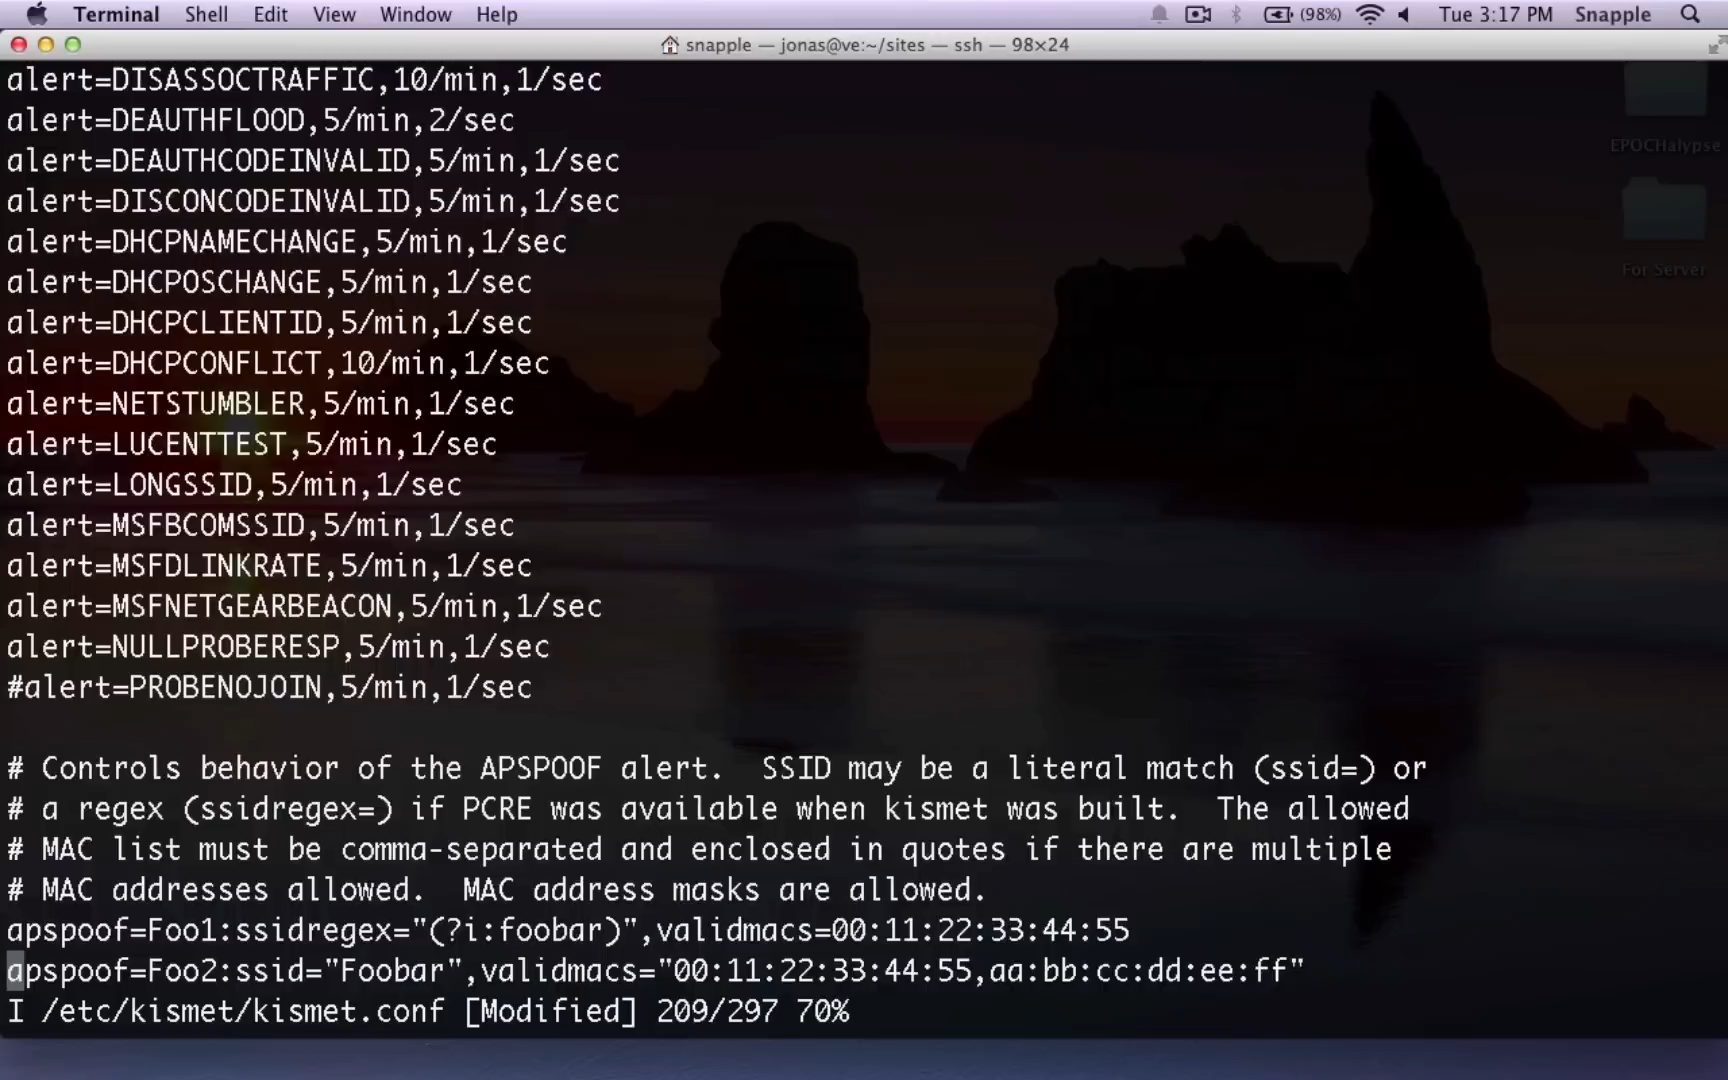 Terminal Shell Edit View Window Help (98%) Tue 3:17 PM Snapple
snapple — jonas@ve:~/sites — ssh — 98×24
alert=DISASSOCTRAFFIC,10/min,1/sec
alert=DEAUTHFLOOD,5/min,2/sec
alert=DEAUTHCODEINVALID,5/min,1/sec
alert=DISCONCODEINVALID,5/min,1/sec
alert=DHCPNAMECHANGE,5/min,1/sec
alert=DHCPOSCHANGE,5/min,1/sec
alert=DHCPCLIENTID,5/min,1/sec
alert=DHCPCONFLICT,10/min,1/sec
alert=NETSTUMBLER,5/min,1/sec
alert=LUCENTTEST,5/min,1/sec
alert=LONGSSID,5/min,1/sec
alert=MSFBCOMSSID,5/min,1/sec
alert=MSFDLINKRATE,5/min,1/sec
alert=MSFNETGEARBEACON,5/min,1/sec
alert=NULLPROBERESP,5/min,1/sec
#alert=PROBENOJOIN,5/min,1/sec
# Controls behavior of the APSPOOF alert.  SSID may be a literal match (ssid=) or
# a regex (ssidregex=) if PCRE was available when kismet was built.  The allowed
# MAC list must be comma-separated and enclosed in quotes if there are multiple
# MAC addresses allowed.  MAC address masks are allowed.
apspoof=Foo1:ssidregex="(?i:foobar)",validmacs=00:11:22:33:44:55
apspoof=Foo2:ssid="Foobar",validmacs="00:11:22:33:44:55,aa:bb:cc:dd:ee:ff"
I /etc/kismet/kismet.conf [Modified] 209/297 70%
EPOCHalypse
For Server